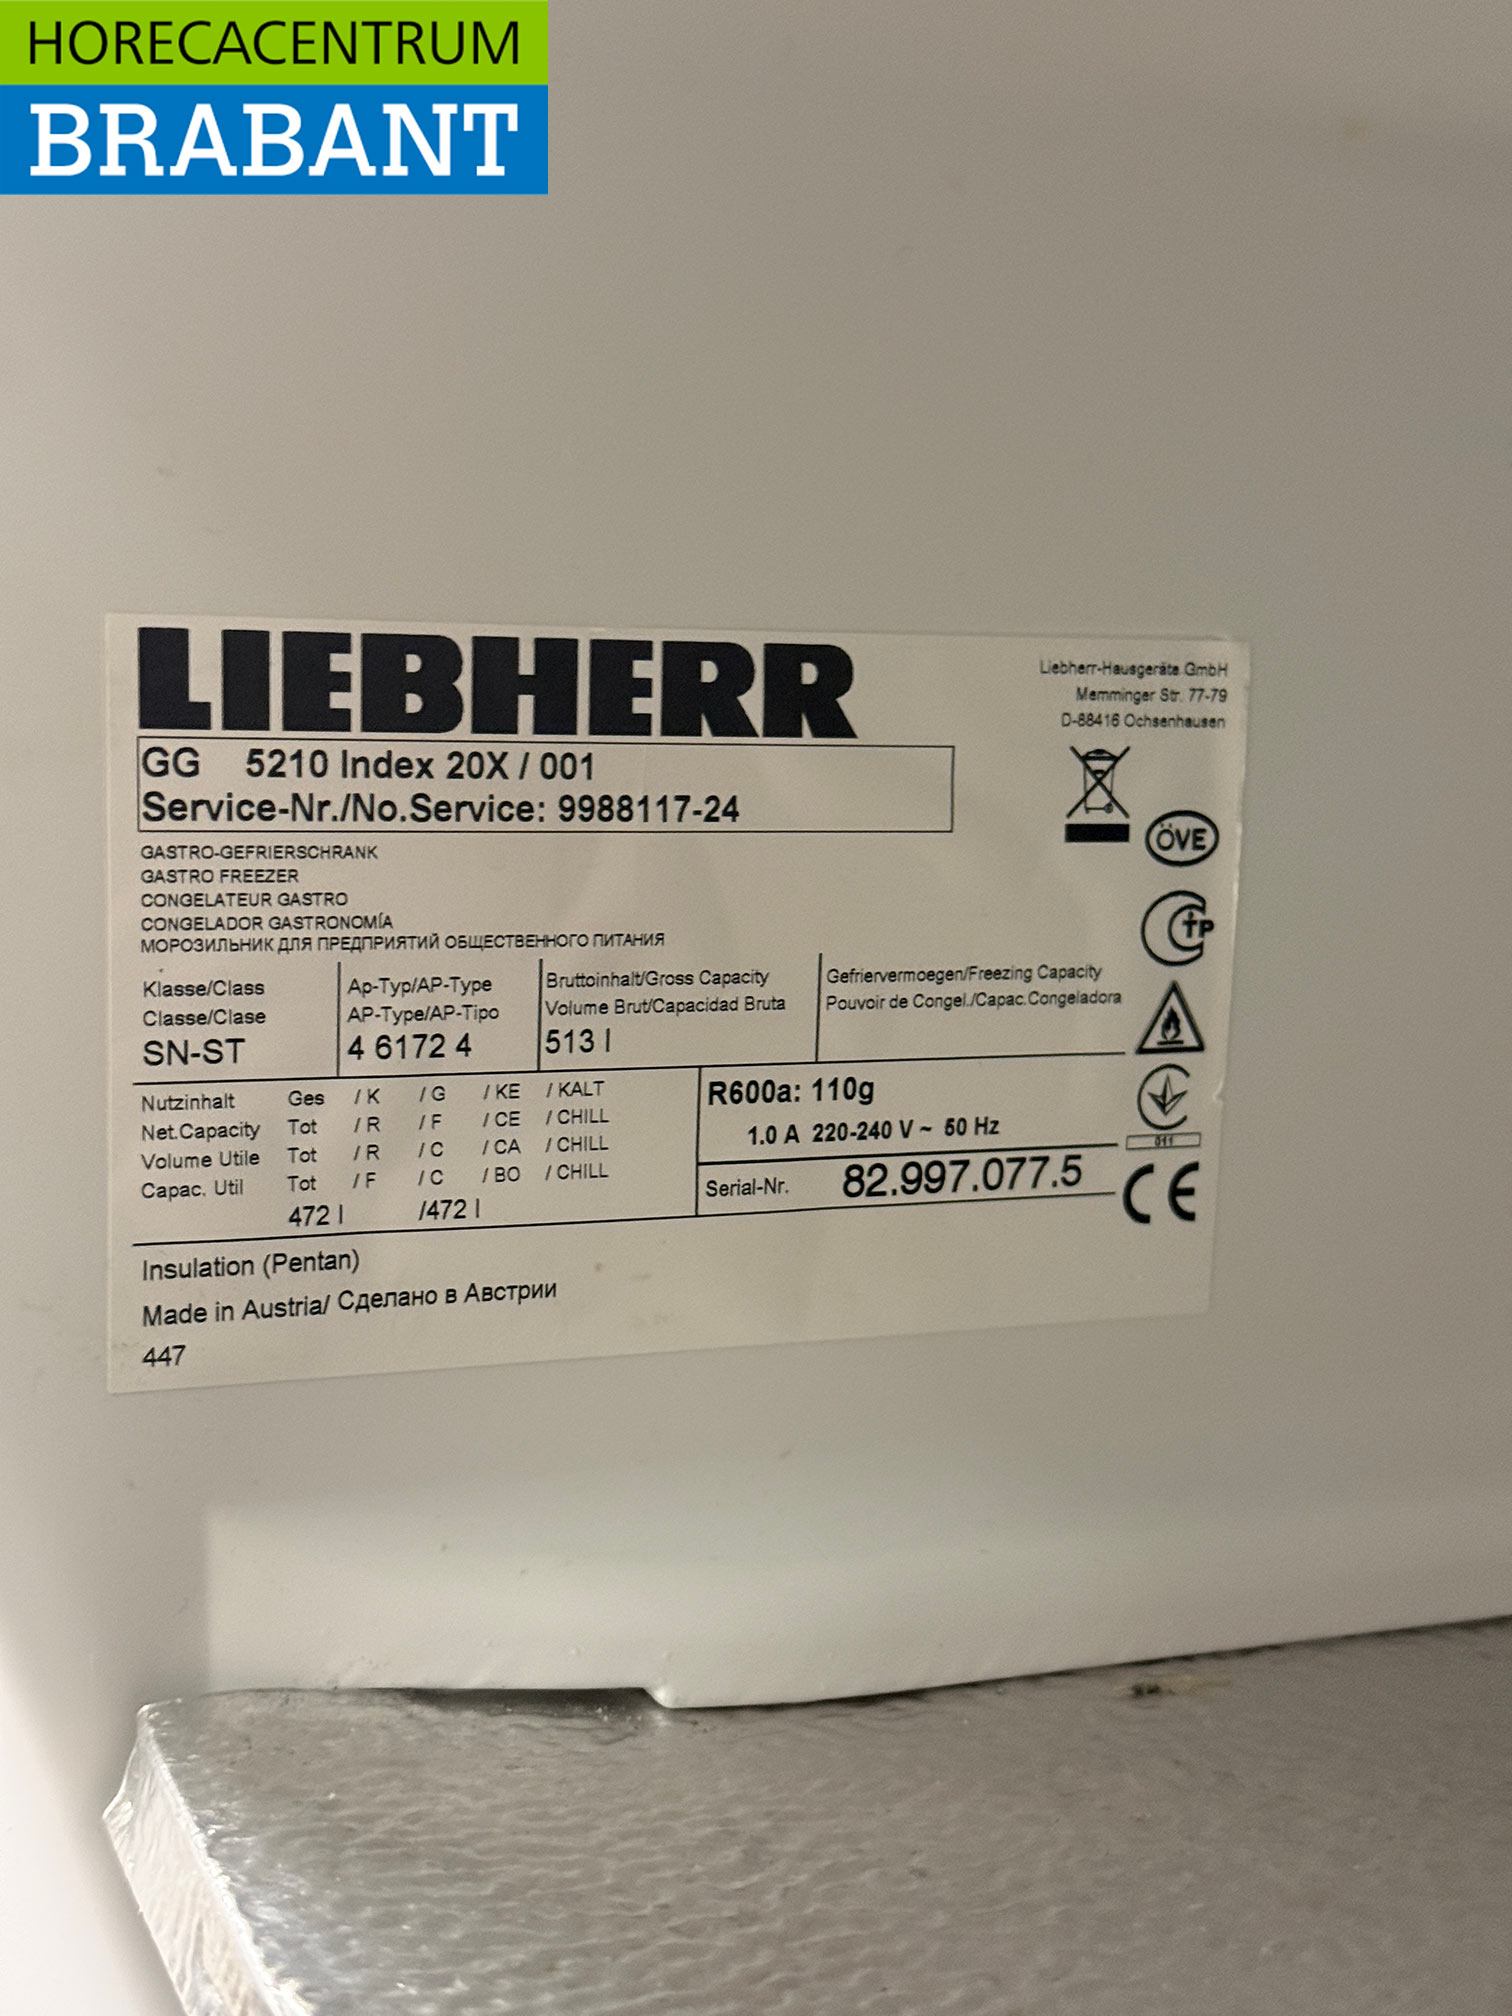 HORECACENTRUM
BRABANT
LIEBHERR
Liebherr-Hausgeräte GmbH
Memminger Str. 77-79
D-88416 Ochsenhausen
GG 5210 Index 20X / 001
Service-Nr./No.Service: 9988117-24
GASTRO-GEFRIERSCHRANK
GASTRO FREEZER
CONGELATEUR GASTRO
CONGELADOR GASTRONOMÍA
МОРОЗИЛЬНИК ДЛЯ ПРЕДПРИЯТИЙ ОБЩЕСТВЕННОГО ПИТАНИЯ
ÖVE
Klasse/Class
Classe/Clase
SN-ST
Ap-Typ/AP-Type
AP-Type/AP-Tipo
4 6172 4
Bruttoinhalt/Gross Capacity
Volume Brut/Capacidad Bruta
513 l
Gefriervermoegen/Freezing Capacity
Pouvoir de Congel./Capac.Congeladora
Nutzinhalt Ges / K / G / KE / KALT
Net.Capacity Tot / R / F / CE / CHILL
Volume Utile Tot / R / C / CA / CHILL
Capac. Util Tot / F / C / BO / CHILL
472 l /472 l
R600a: 110g
1.0 A 220-240 V ~ 50 Hz
Serial-Nr. 82.997.077.5
011
CE
Insulation (Pentan)
Made in Austria/ Сделано в Австрии
447